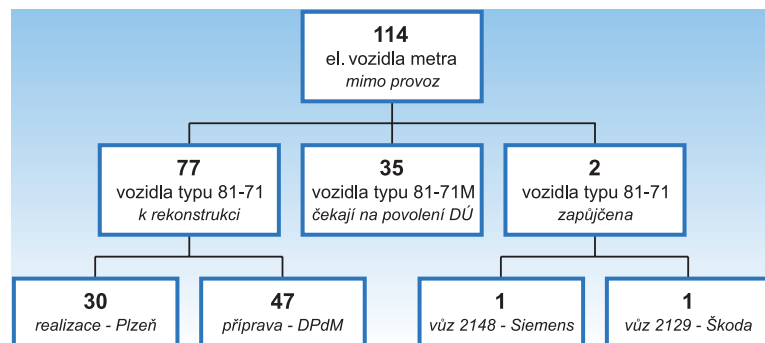 114
el. vozidla metra
mimo provoz
77
vozidla typu 81-71
k rekonstrukci
35
vozidla typu 81-71M
čekají na povolení DÚ
2
vozidla typu 81-71
zapůjčena
30
realizace - Plzeň
47
příprava - DPdM
1
vůz 2148 - Siemens
1
vůz 2129 - Škoda